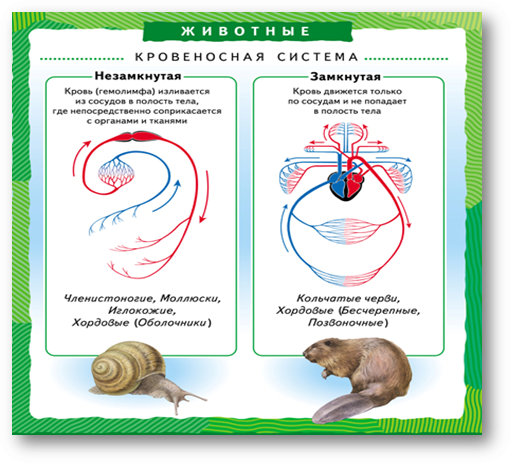 ЖИВОТНЫЕ
КРОВЕНОСНАЯ СИСТЕМА
Незамкнутая
Кровь (гемолимфа) изливается
из сосудов в полость тела,
где непосредственно соприкасается
с органами и тканями
Членистоногие, Моллюски,
Иглокожие,
Хордовые (Оболочники)
Замкнутая
Кровь движется только
по сосудам и не попадает
в полость тела
Кольчатые черви,
Хордовые (Бесчерепные,
Позвоночные)